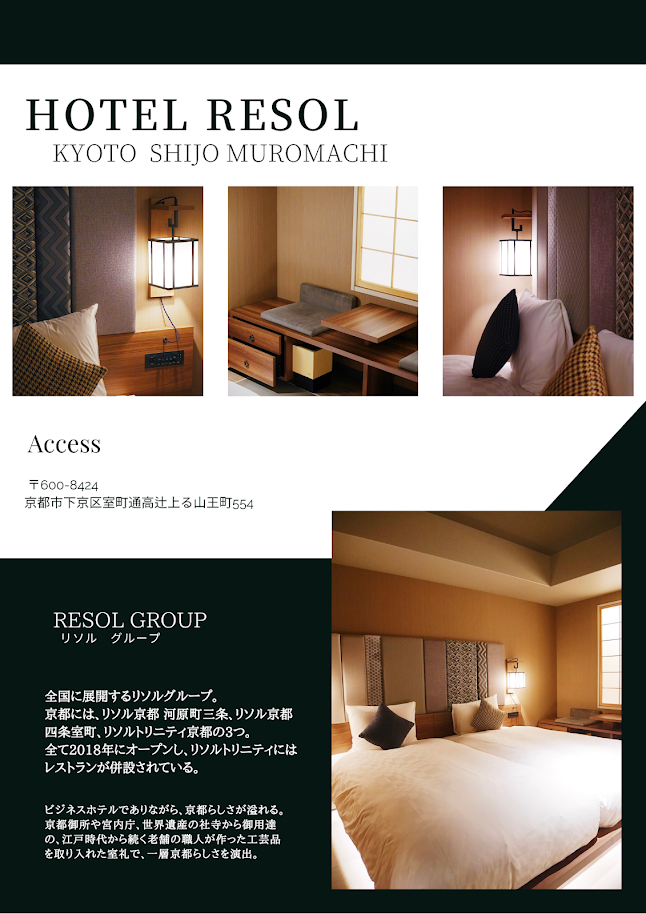 HOTEL RESOL
KYOTO SHIJO MUROMACHI
Access
〒600-8424
京都市下京区室町通高辻上る山王町554
RESOL GROUP
リソル グループ
全国に展開するリソルグループ。
京都には、リソル京都 河原町三条、リソル京都
四条室町、リソルトリニティ京都の3つ。
全て2018年にオープンし、リソルトリニティには
レストランが併設されている。
ビジネスホテルでありながら、京都らしさが溢れる。
京都御所や宮内庁、世界遺産の社寺から御用達
の、江戸時代から続く老舗の職人が作った工芸品
を取り入れた室礼で、一層京都らしさを演出。